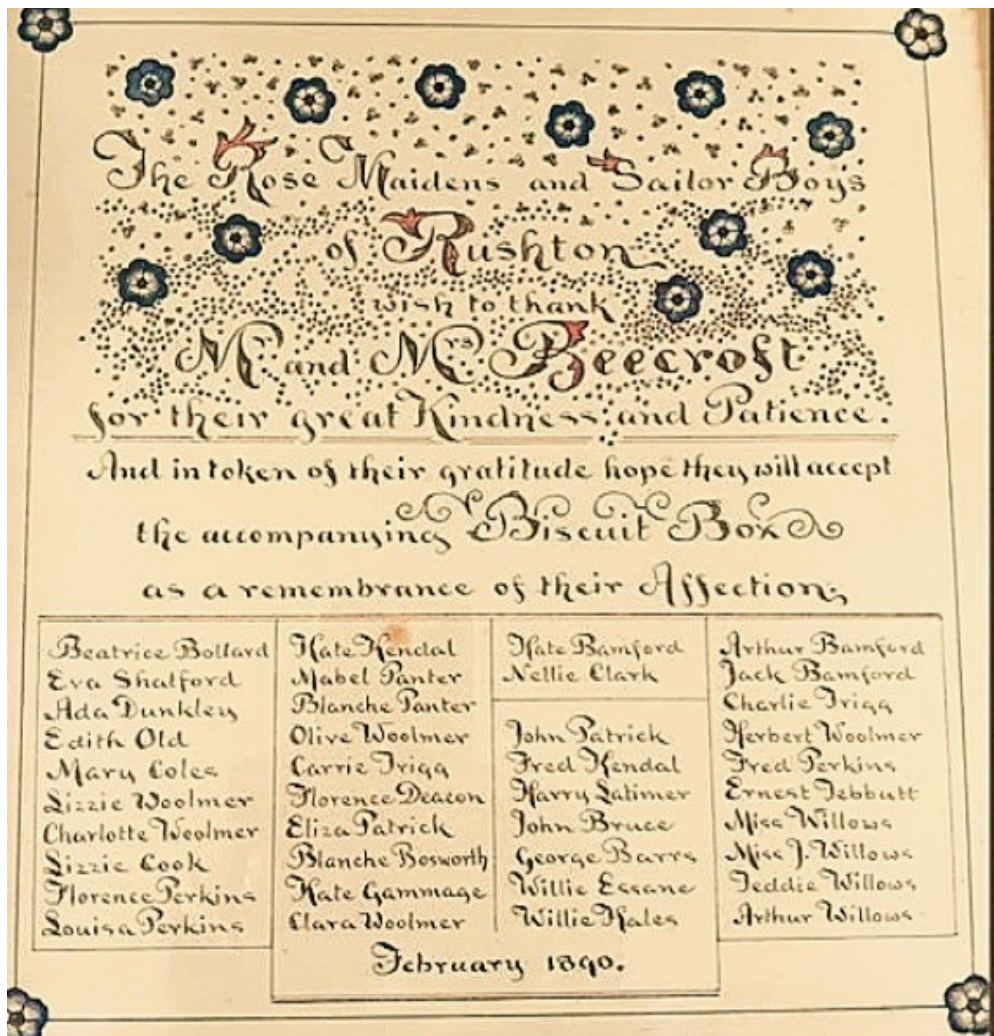 The Rose Maidens and Sailor Boys
of Rushton
wish to thank
Mr and Mrs Beecroft
for their great Kindness and Patience.
And in token of their gratitude hope they will accept
the accompanying Biscuit Box
as a remembrance of their Affection;
Beatrice Bollard
Eva Shatford
Ada Dunkley
Edith Old
Mary Coles
Lizzie Woolmer
Charlotte Woolmer
Lizzie Cook
Florence Perkins
Louisa Perkins
Kate Kendal
Mabel Panter
Blanche Panter
Olive Woolmer
Carrie Trigg
Florence Deacon
Eliza Patrick
Blanche Bosworth
Kate Gammage
Clara Woolmer
Kate Bamford
Nellie Clark
John Patrick
Fred Kendal
Harry Latimer
John Bruce
George Barrs
Willie Essane
Willie Hales
Arthur Bamford
Jack Bamford
Charlie Trigg
Herbert Woolmer
Fred Perkins
Ernest Tebbutt
Miss Willows
Miss J. Willows
Teddie Willows
Arthur Willows
February 1890.